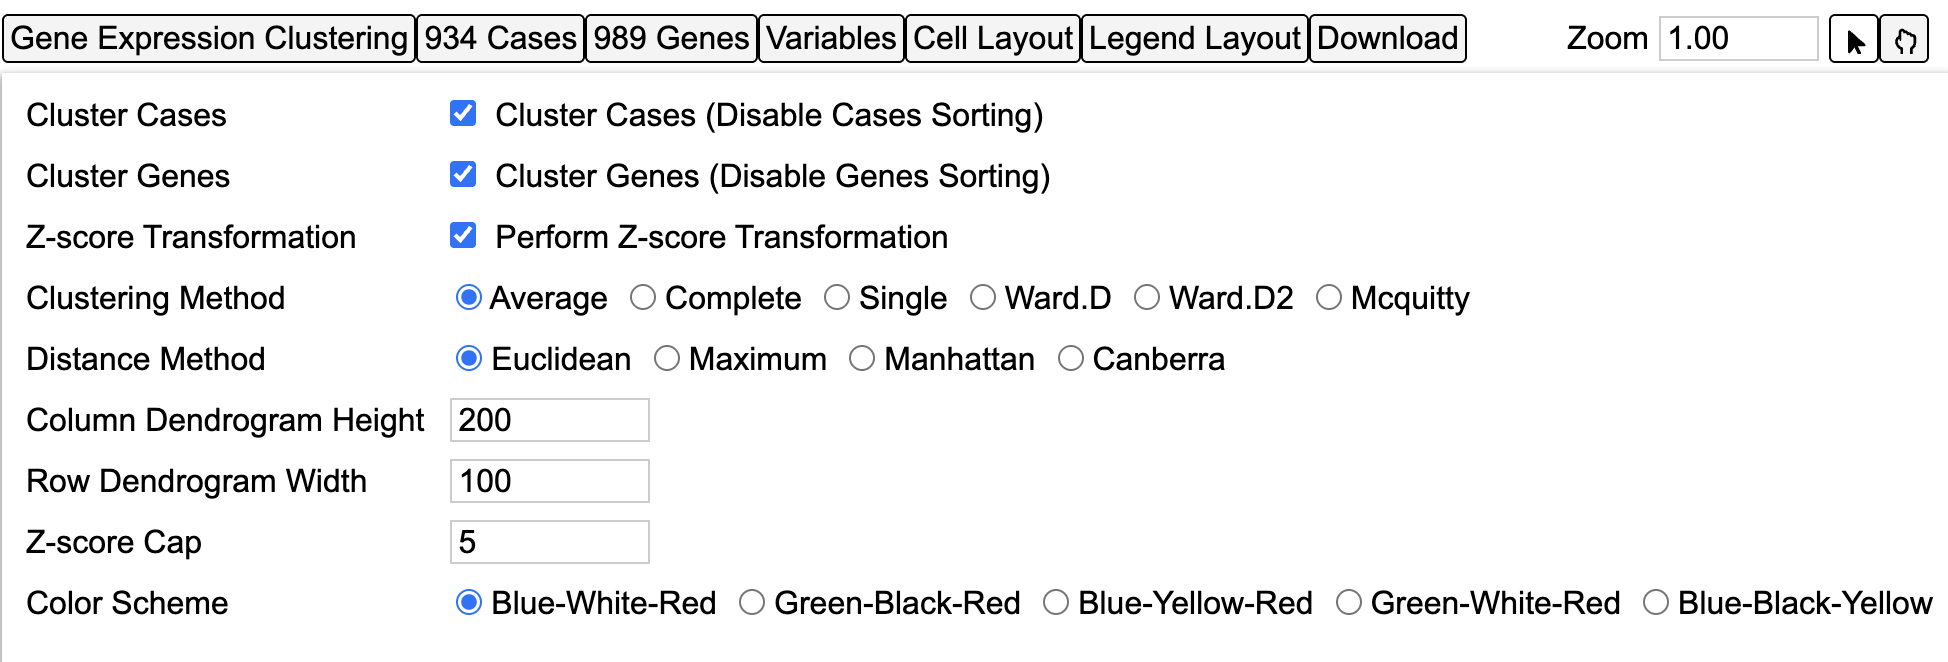 Gene Expression Clustering 934 Cases 989 Genes Variables Cell Layout Legend Layout Download Zoom 1.00
Cluster Cases Cluster Cases (Disable Cases Sorting)
Cluster Genes Cluster Genes (Disable Genes Sorting)
Z-score Transformation Perform Z-score Transformation
Clustering Method Average Complete Single Ward.D Ward.D2 Mcquitty
Distance Method Euclidean Maximum Manhattan Canberra
Column Dendrogram Height 200
Row Dendrogram Width 100
Z-score Cap 5
Color Scheme Blue-White-Red Green-Black-Red Blue-Yellow-Red Green-White-Red Blue-Black-Yellow